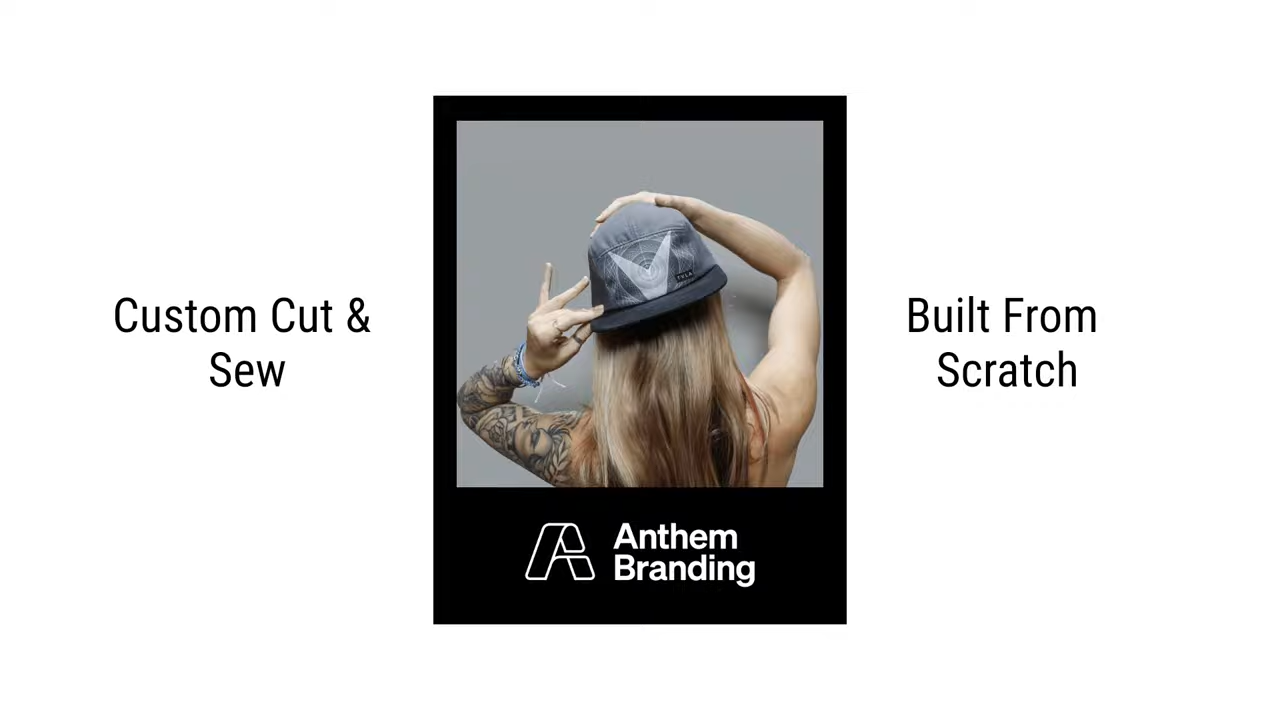 Custom Cut &
Sew
Built From
Scratch
Anthem
Branding